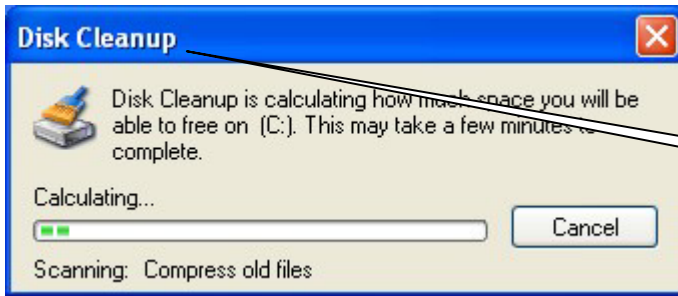 Disk Cleanup
Disk Cleanup is calculating how much space you will be
able to free on (C:). This may take a few minutes to
complete.
Calculating...
Cancel
Scanning: Compress old files